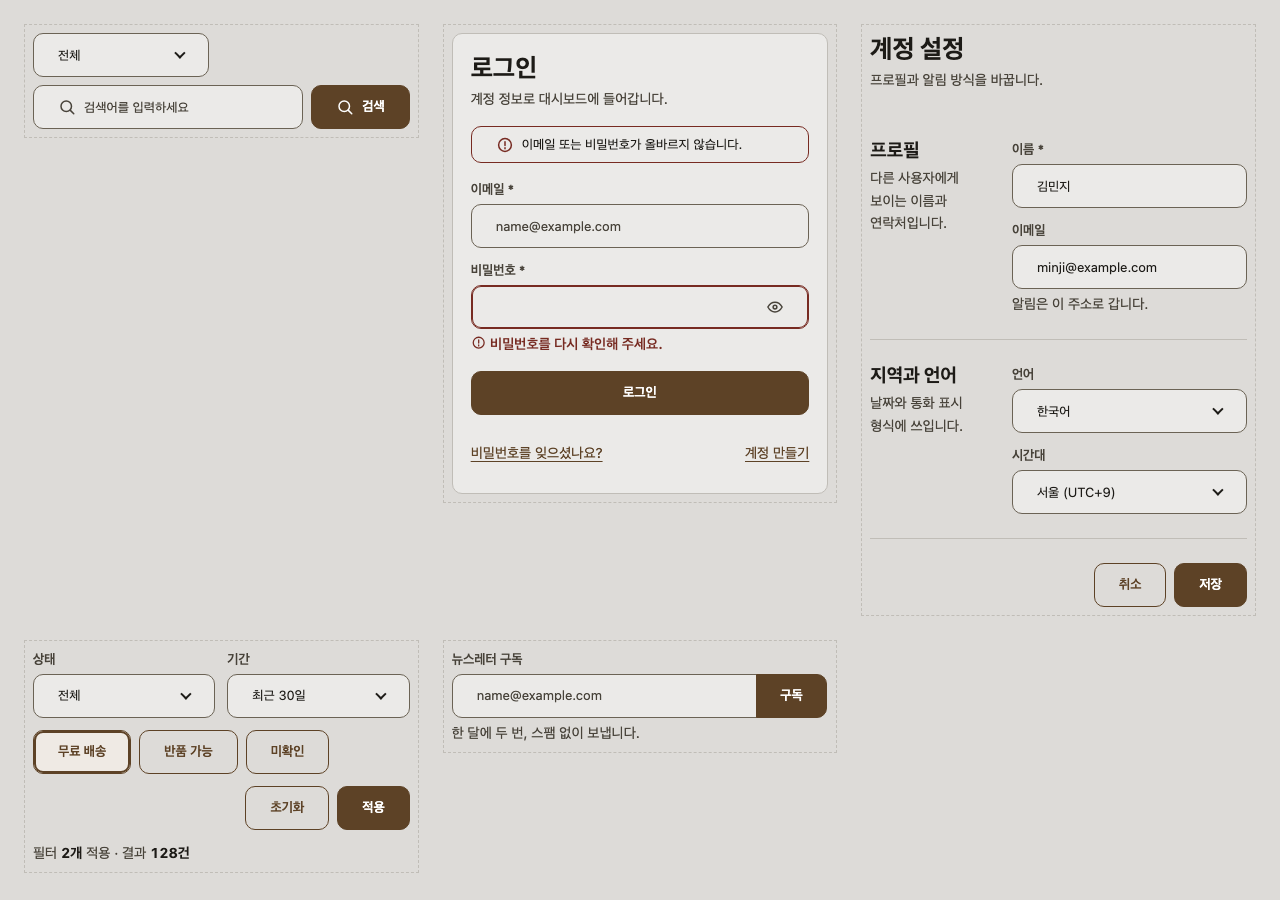 전체
검색어를 입력하세요
검색
로그인
계정 정보로 대시보드에 들어갑니다.
이메일 또는 비밀번호가 올바르지 않습니다.
이메일 *
name@example.com
비밀번호 *
비밀번호를 다시 확인해 주세요.
로그인
비밀번호를 잊으셨나요?
계정 만들기
계정 설정
프로필과 알림 방식을 바꿉니다.
프로필
다른 사용자에게
보이는 이름과
연락처입니다.
이름 *
김민지
이메일
minji@example.com
알림은 이 주소로 갑니다.
지역과 언어
날짜와 통화 표시
형식에 쓰입니다.
언어
한국어
시간대
서울 (UTC+9)
취소
저장
상태
기간
전체
최근 30일
무료 배송
반품 가능
미확인
초기화
적용
필터 2개 적용 · 결과 128건
뉴스레터 구독
name@example.com
구독
한 달에 두 번, 스팸 없이 보냅니다.